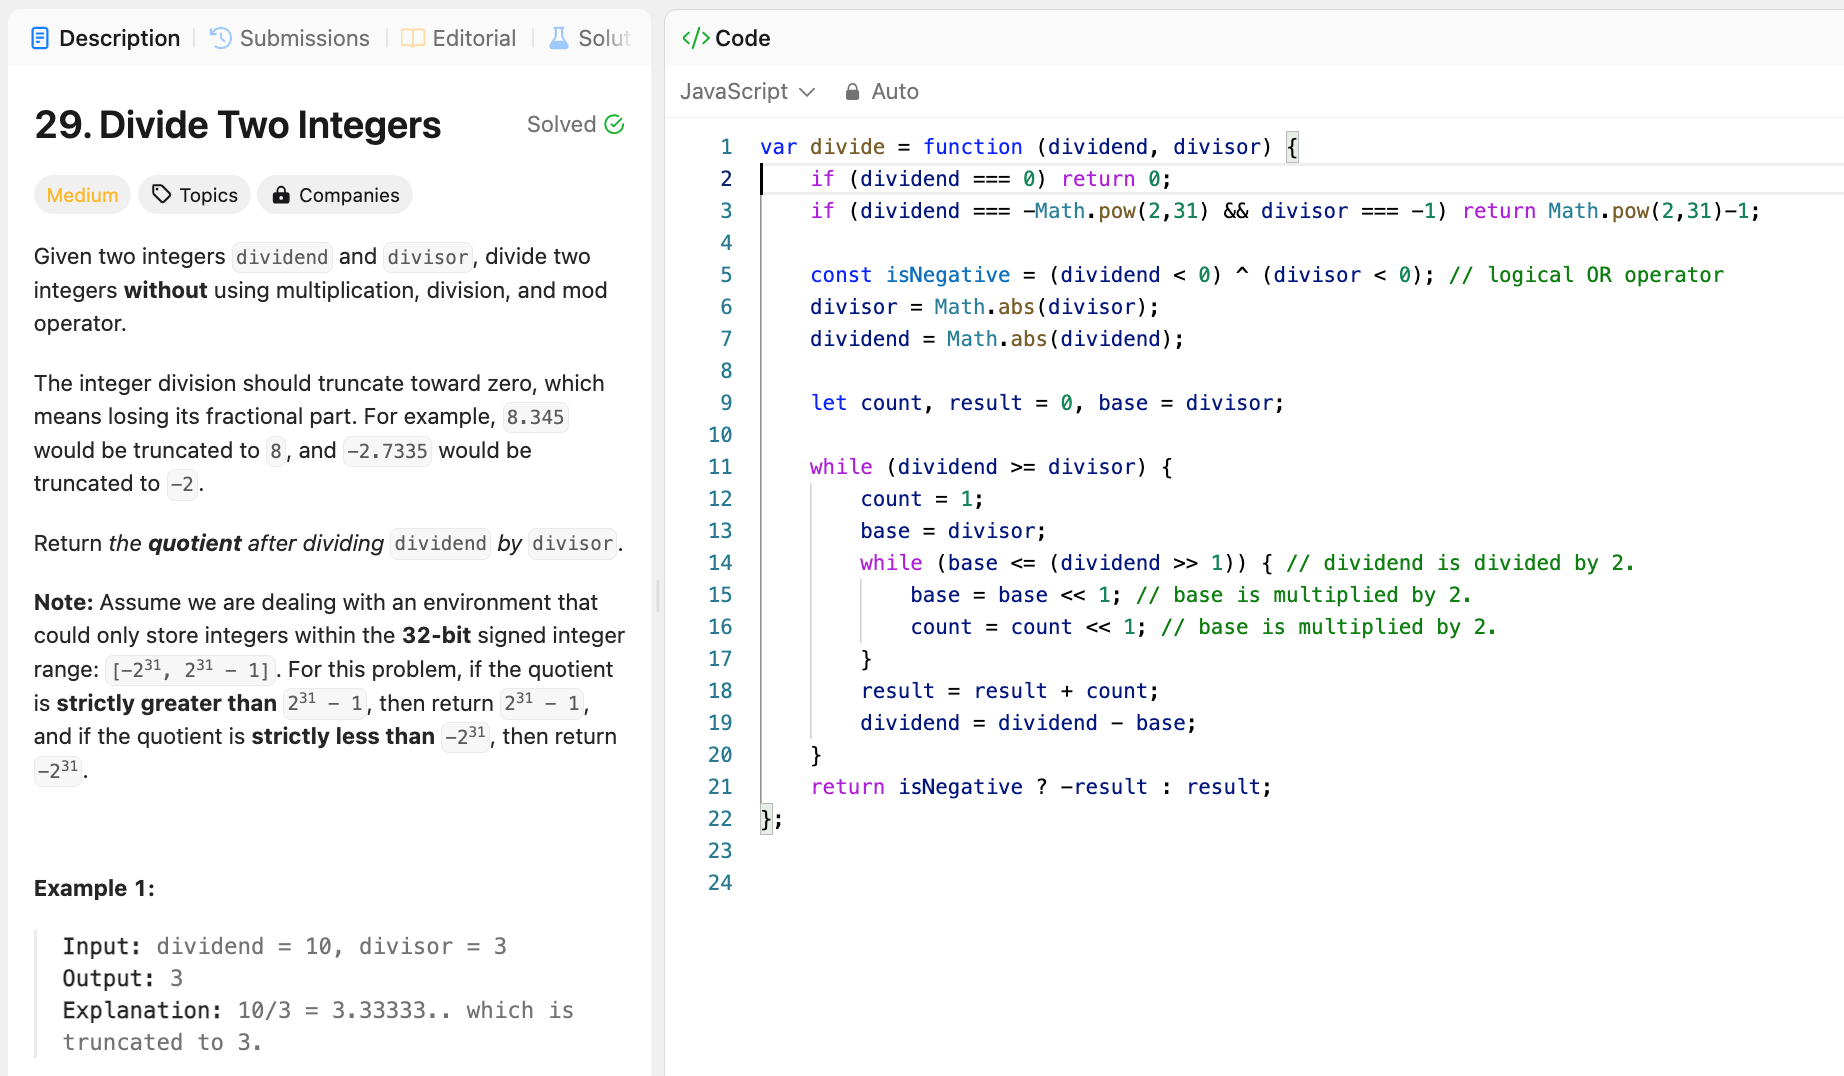 Description
Submissions
Editorial
Solut
29. Divide Two Integers
Solved
Medium
Topics
Companies
Given two integers dividend and divisor, divide two
integers without using multiplication, division, and mod
operator.
The integer division should truncate toward zero, which
means losing its fractional part. For example, 8.345
would be truncated to 8, and -2.7335 would be
truncated to -2.
Return the quotient after dividing dividend by divisor.
Note: Assume we are dealing with an environment that
could only store integers within the 32-bit signed integer
range: [−2³¹, 2³¹ − 1]. For this problem, if the quotient
is strictly greater than 2³¹ − 1, then return 2³¹ − 1,
and if the quotient is strictly less than −2³¹, then return
−2³¹.
Example 1:
Input: dividend = 10, divisor = 3
Output: 3
Explanation: 10/3 = 3.33333.. which is
truncated to 3.
</> Code
JavaScript
Auto
1 var divide = function (dividend, divisor) {
2     if (dividend === 0) return 0;
3     if (dividend === -Math.pow(2,31) && divisor === -1) return Math.pow(2,31)-1;
4
5     const isNegative = (dividend < 0) ^ (divisor < 0); // logical OR operator
6     divisor = Math.abs(divisor);
7     dividend = Math.abs(dividend);
8
9     let count, result = 0, base = divisor;
10
11     while (dividend >= divisor) {
12         count = 1;
13         base = divisor;
14         while (base <= (dividend >> 1)) { // dividend is divided by 2.
15             base = base << 1; // base is multiplied by 2.
16             count = count << 1; // base is multiplied by 2.
17         }
18         result = result + count;
19         dividend = dividend - base;
20     }
21     return isNegative ? -result : result;
22 };
23
24